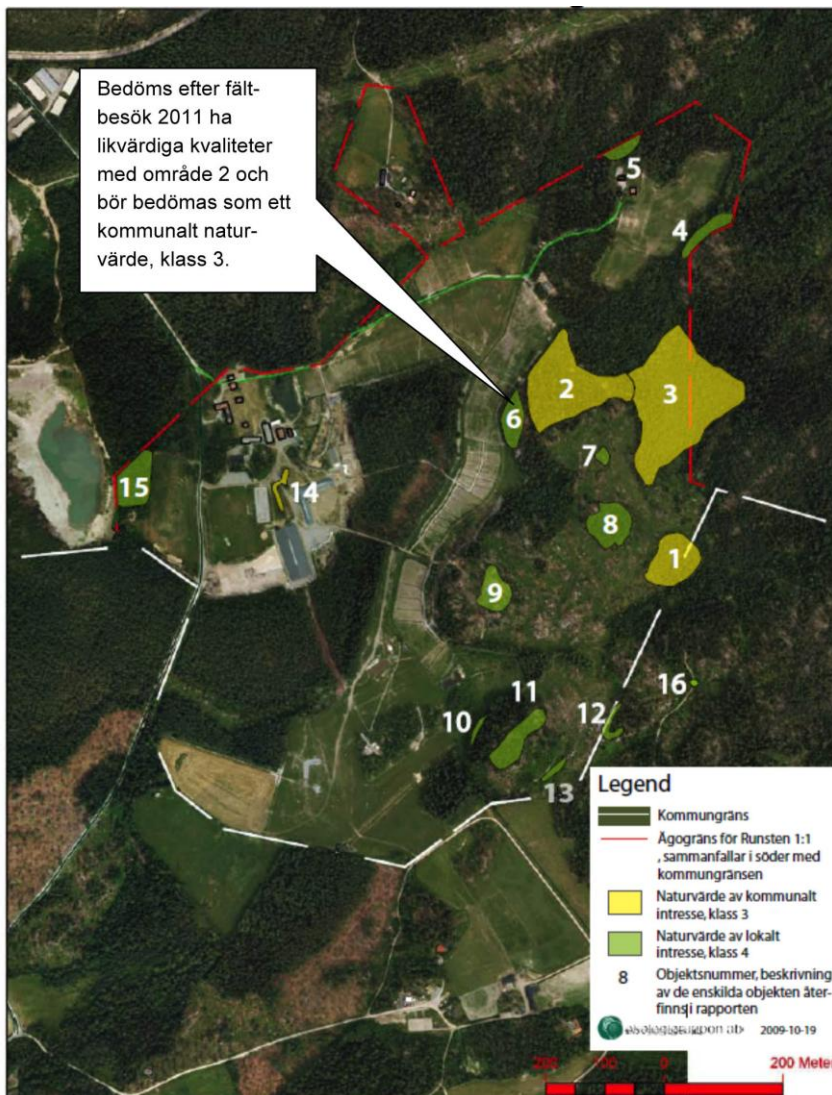 Bedöms efter fält-
besök 2011 ha
likvärdiga kvaliteter
med område 2 och
bör bedömas som ett
kommunalt natur-
värde, klass 3.
5
4
2
3
6
7
15
14
8
1
9
16
11
10
12
13
Legend
Kommungräns
Ägogräns för Runsten 1:1
, sammanfallar i söder med
kommungränsen
Naturvärde av kommunalt
intresse, klass 3
Naturvärde av lokalt
intresse, klass 4
8 Objektsnummer, beskrivning
av de enskilda objekten åter-
finns i rapporten
ekologigruppen ab 2009-10-19
200 100 0 200 Meter